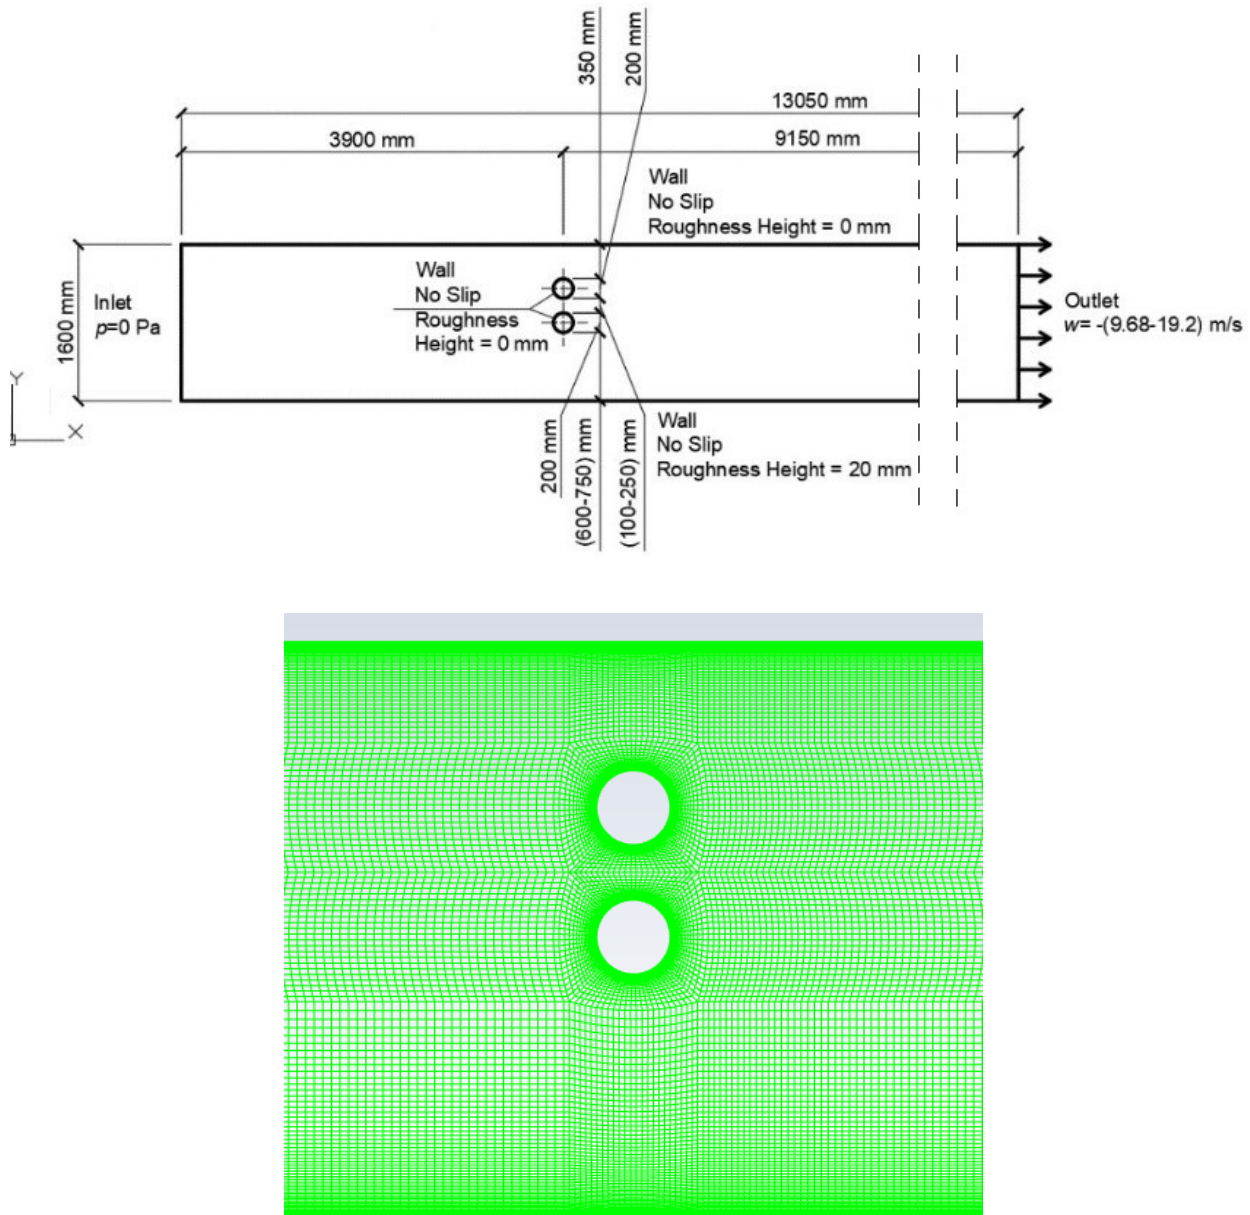 350 mm
200 mm
13050 mm
3900 mm
9150 mm
Wall
No Slip
Roughness Height = 0 mm
1600 mm
Inlet
p=0 Pa
Wall
No Slip
Roughness
Height = 0 mm
Outlet
w= -(9.68-19.2) m/s
Y
X
200 mm
(600-750) mm
(100-250) mm
Wall
No Slip
Roughness Height = 20 mm